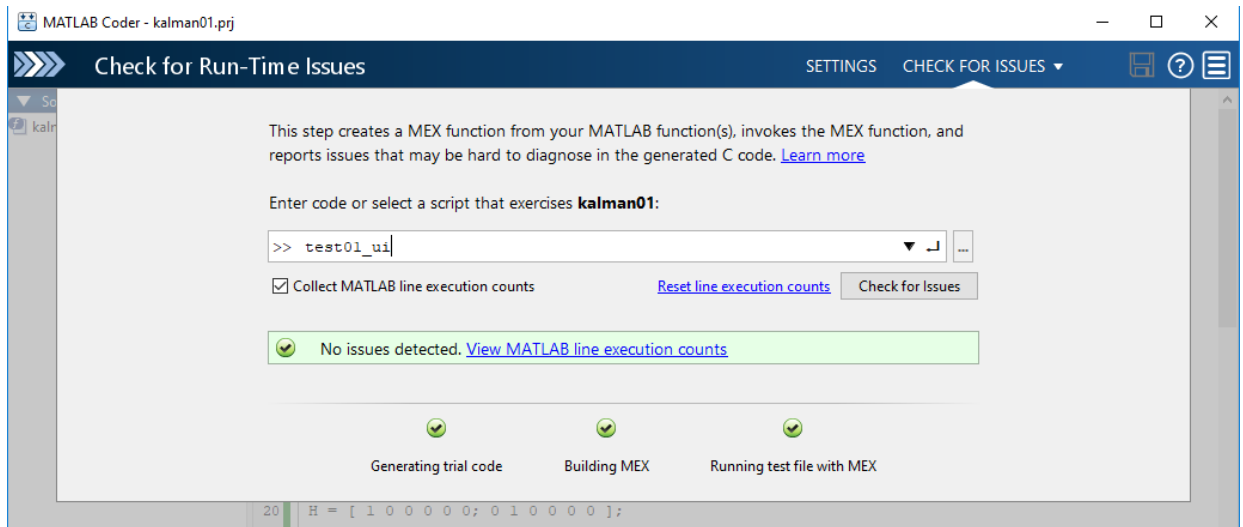 MATLAB Coder - kalman01.prj
Check for Run-Time Issues
SETTINGS
CHECK FOR ISSUES
So
kalm
This step creates a MEX function from your MATLAB function(s), invokes the MEX function, and
reports issues that may be hard to diagnose in the generated C code. Learn more
Enter code or select a script that exercises kalman01:
>> test01_ui
...
Collect MATLAB line execution counts
Reset line execution counts
Check for Issues
No issues detected. View MATLAB line execution counts
Generating trial code
Building MEX
Running test file with MEX
20 H = [ 1 0 0 0 0 0; 0 1 0 0 0 0 ];